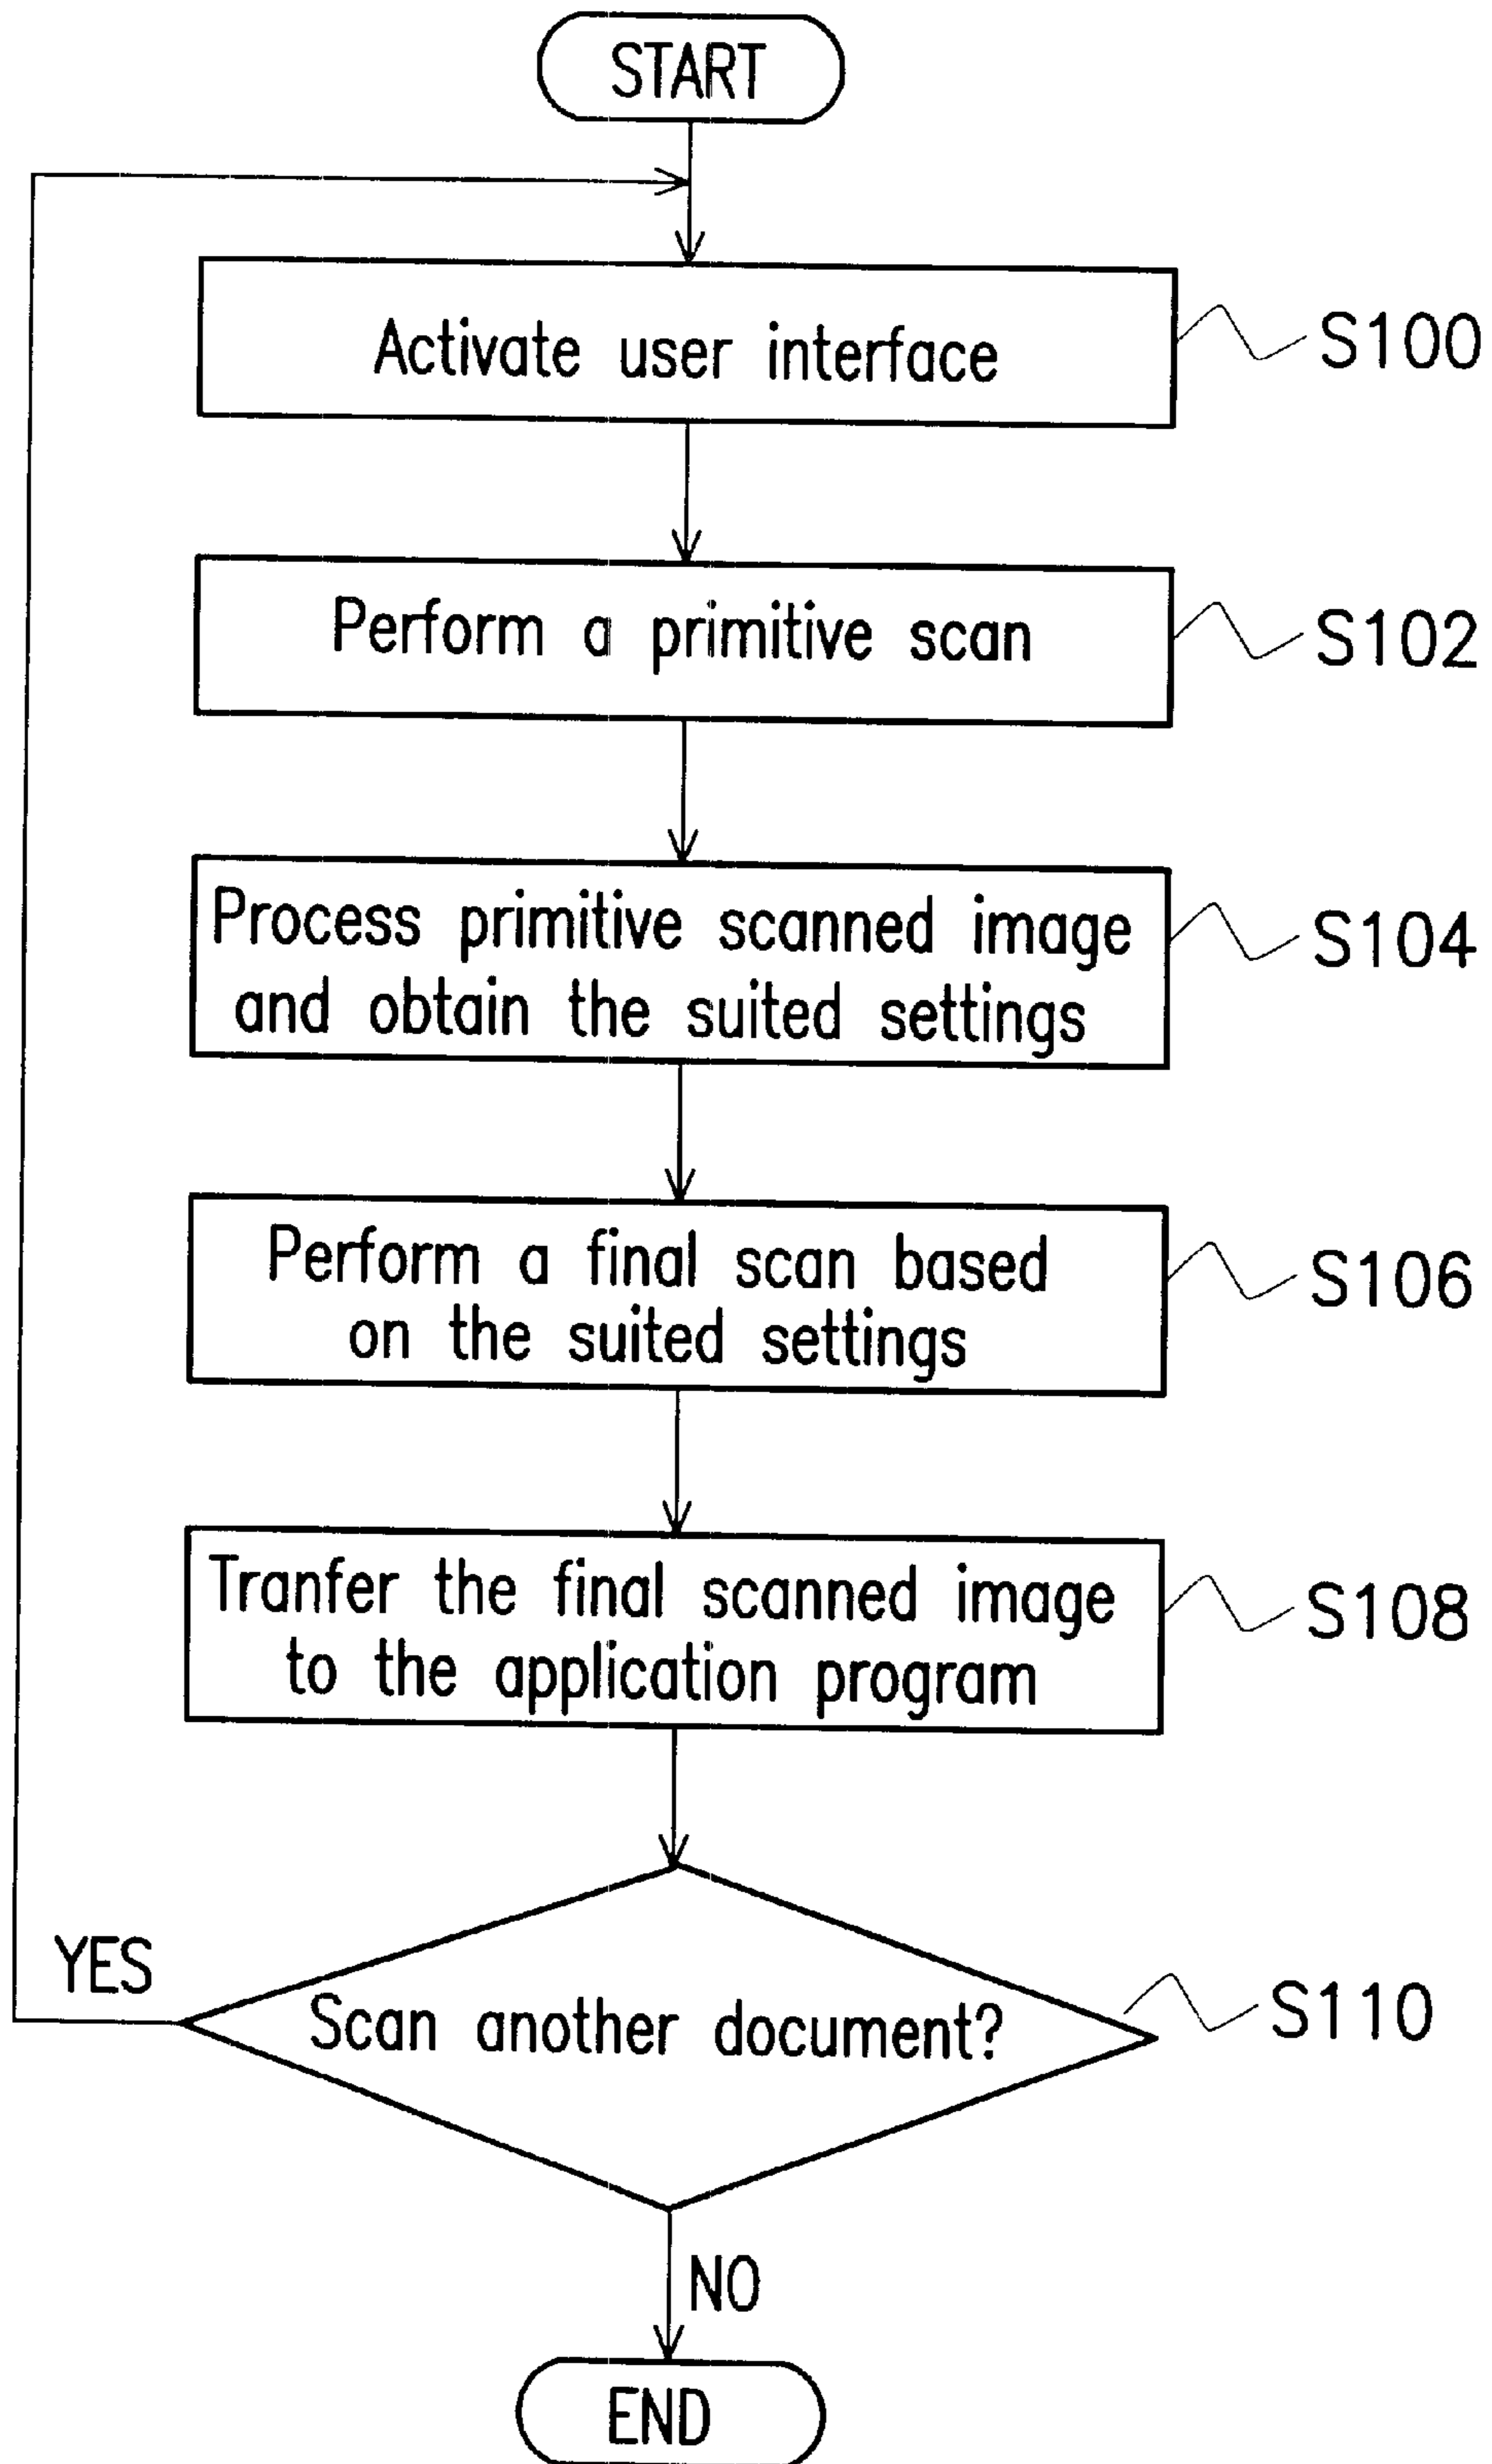 START
Activate user interface
S100
Perform a primitive scan
S102
Process primitive scanned image
and obtain the suited settings
S104
Perform a final scan based
on the suited settings
S106
Tranfer the final scanned image
to the application program
S108
YES
Scan another document?
S110
NO
END